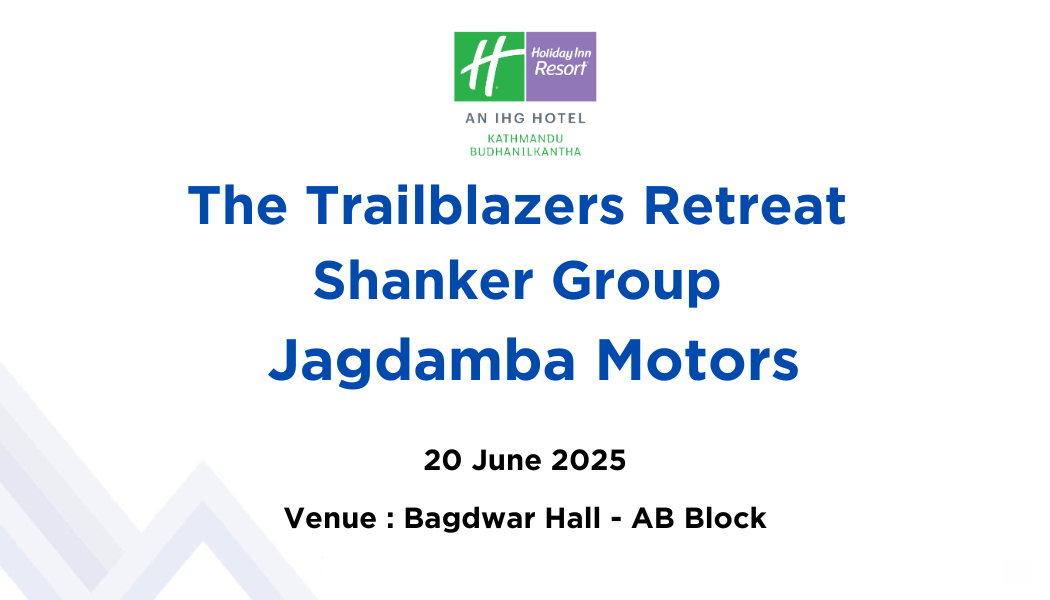 H Holiday Inn
Resort
AN IHG HOTEL
KATHMANDU
BUDHANILKANTHA
The Trailblazers Retreat
Shanker Group
Jagdamba Motors
20 June 2025
Venue : Bagdwar Hall - AB Block